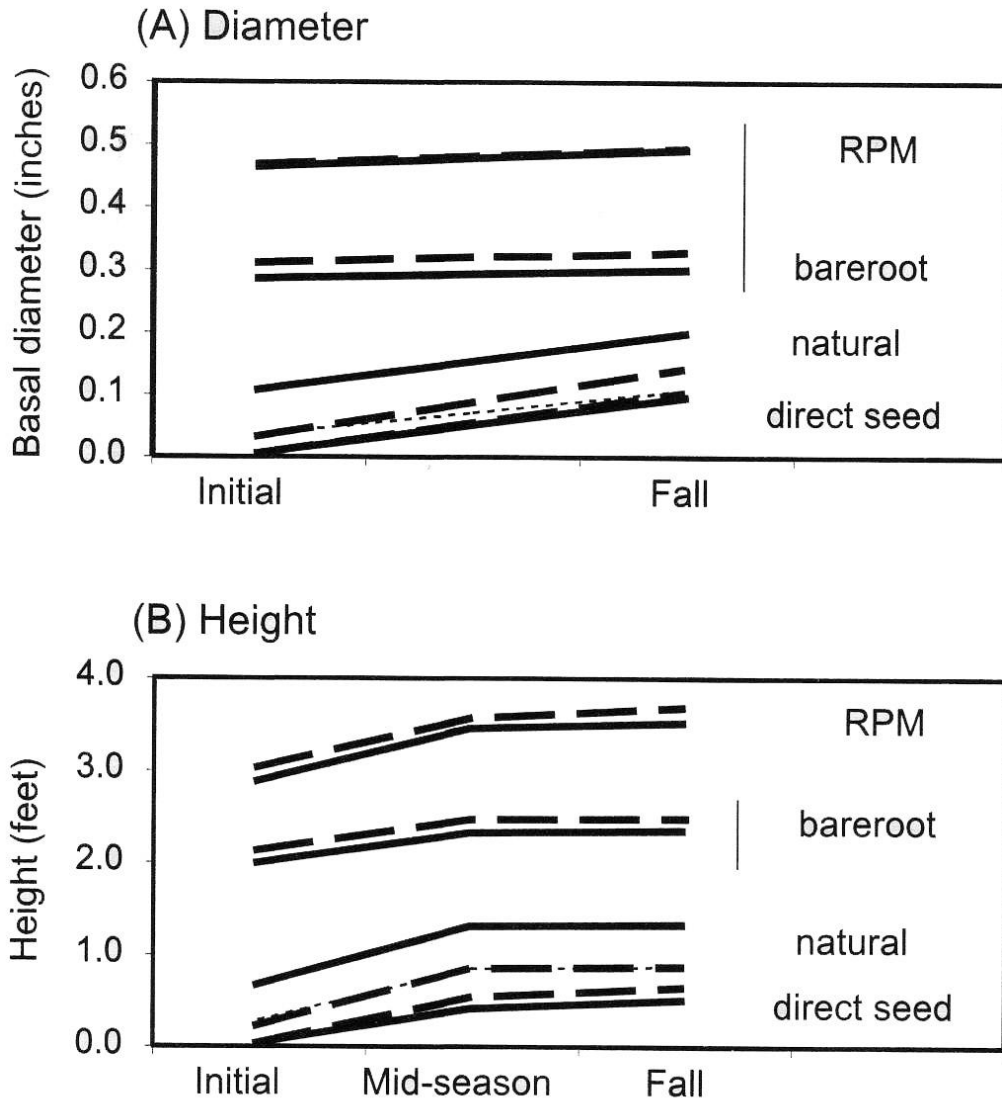 (A) Diameter
Basal diameter (inches)
0.6
0.5
0.4
0.3
0.2
0.1
0.0
RPM
bareroot
natural
direct seed
Initial
Fall
(B) Height
Height (feet)
4.0
3.0
2.0
1.0
0.0
RPM
bareroot
natural
direct seed
Initial
Mid-season
Fall